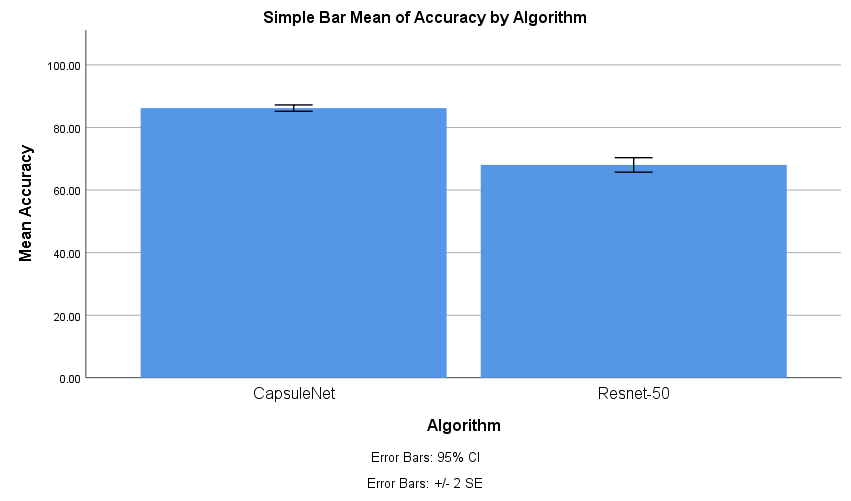 Simple Bar Mean of Accuracy by Algorithm
100.00
80.00
60.00
40.00
20.00
0.00
Mean Accuracy
CapsuleNet
Resnet-50
Algorithm
Error Bars: 95% CI
Error Bars: +/- 2 SE